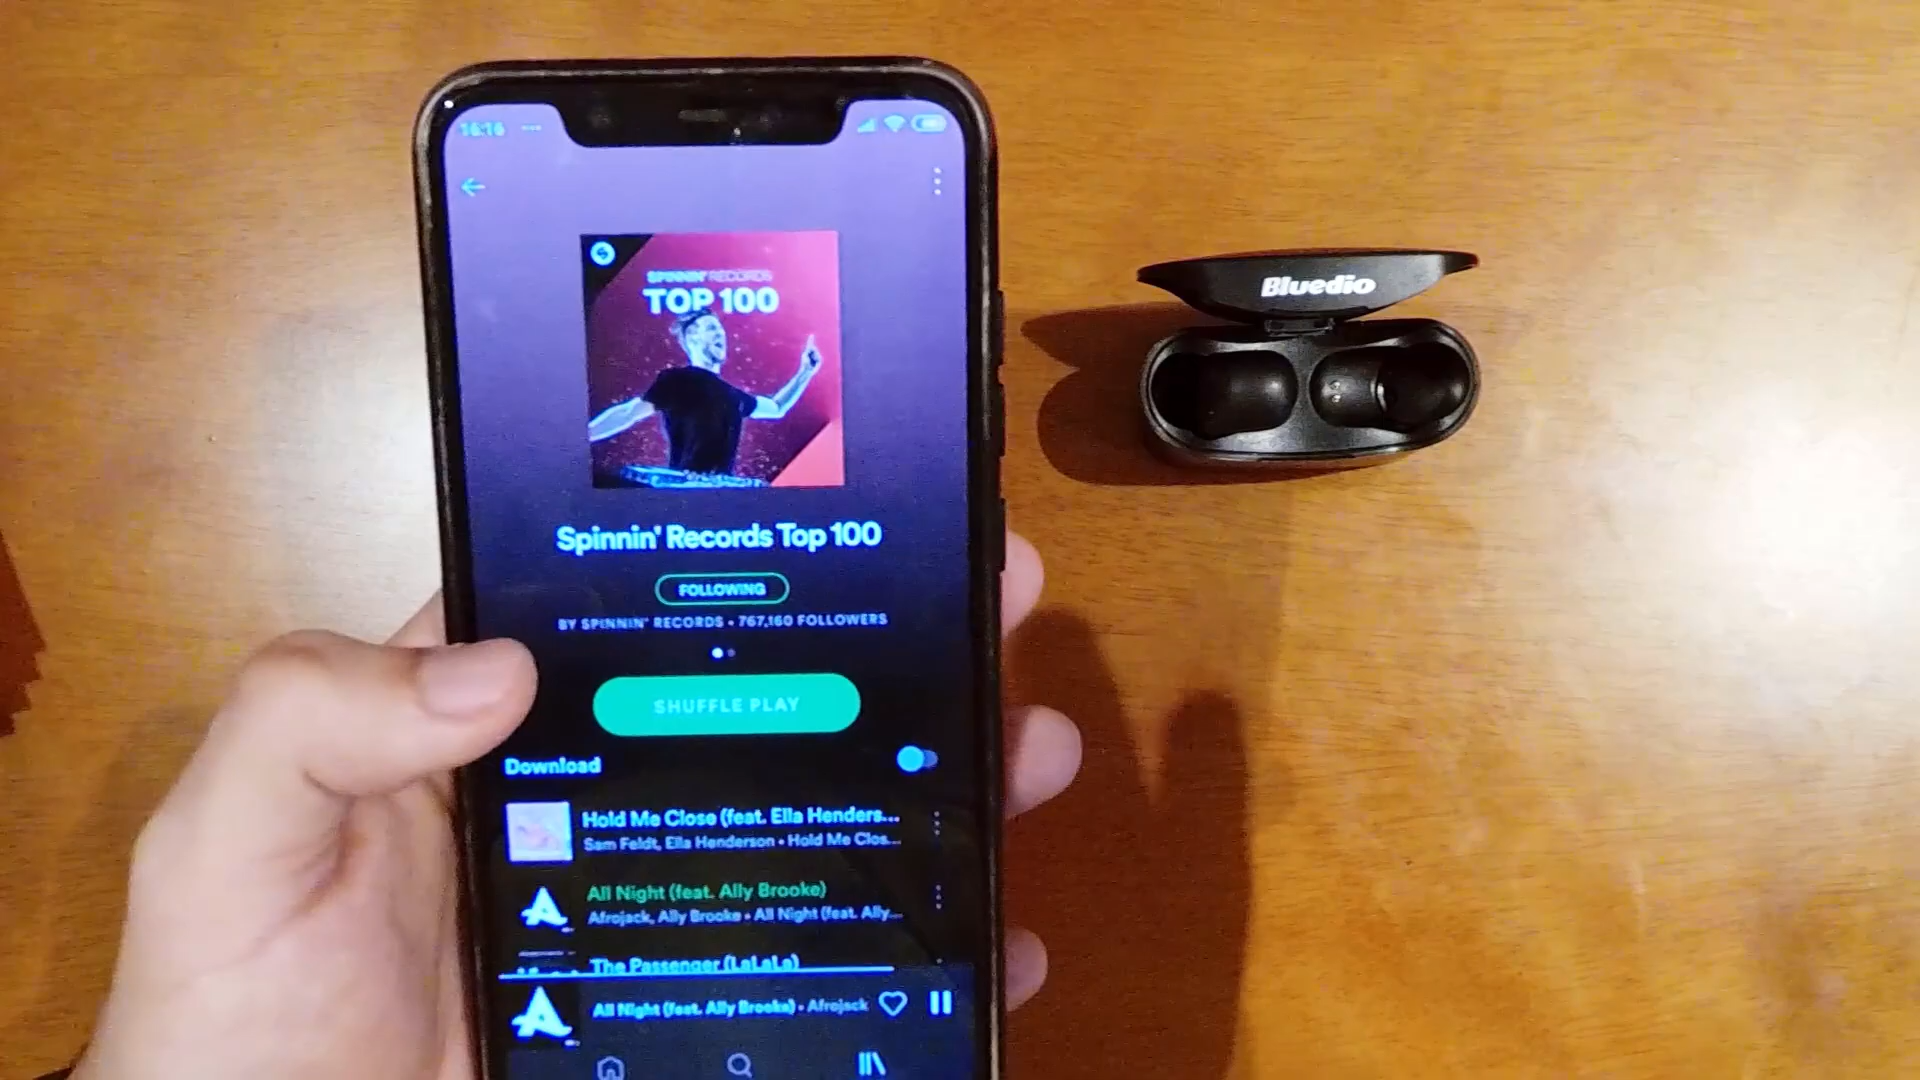 16:16
SPINNIN' RECORDS
TOP 100
Bluedio
Spinnin' Records Top 100
FOLLOWING
BY SPINNIN' RECORDS • 767,160 FOLLOWERS
SHUFFLE PLAY
Download
Hold Me Close (feat. Ella Henders...
Sam Feldt, Ella Henderson • Hold Me Clos...
All Night (feat. Ally Brooke)
Afrojack, Ally Brooke • All Night (feat. Ally...
The Passenger (LaLaLa)
All Night (feat. Ally Brooke) • Afrojack